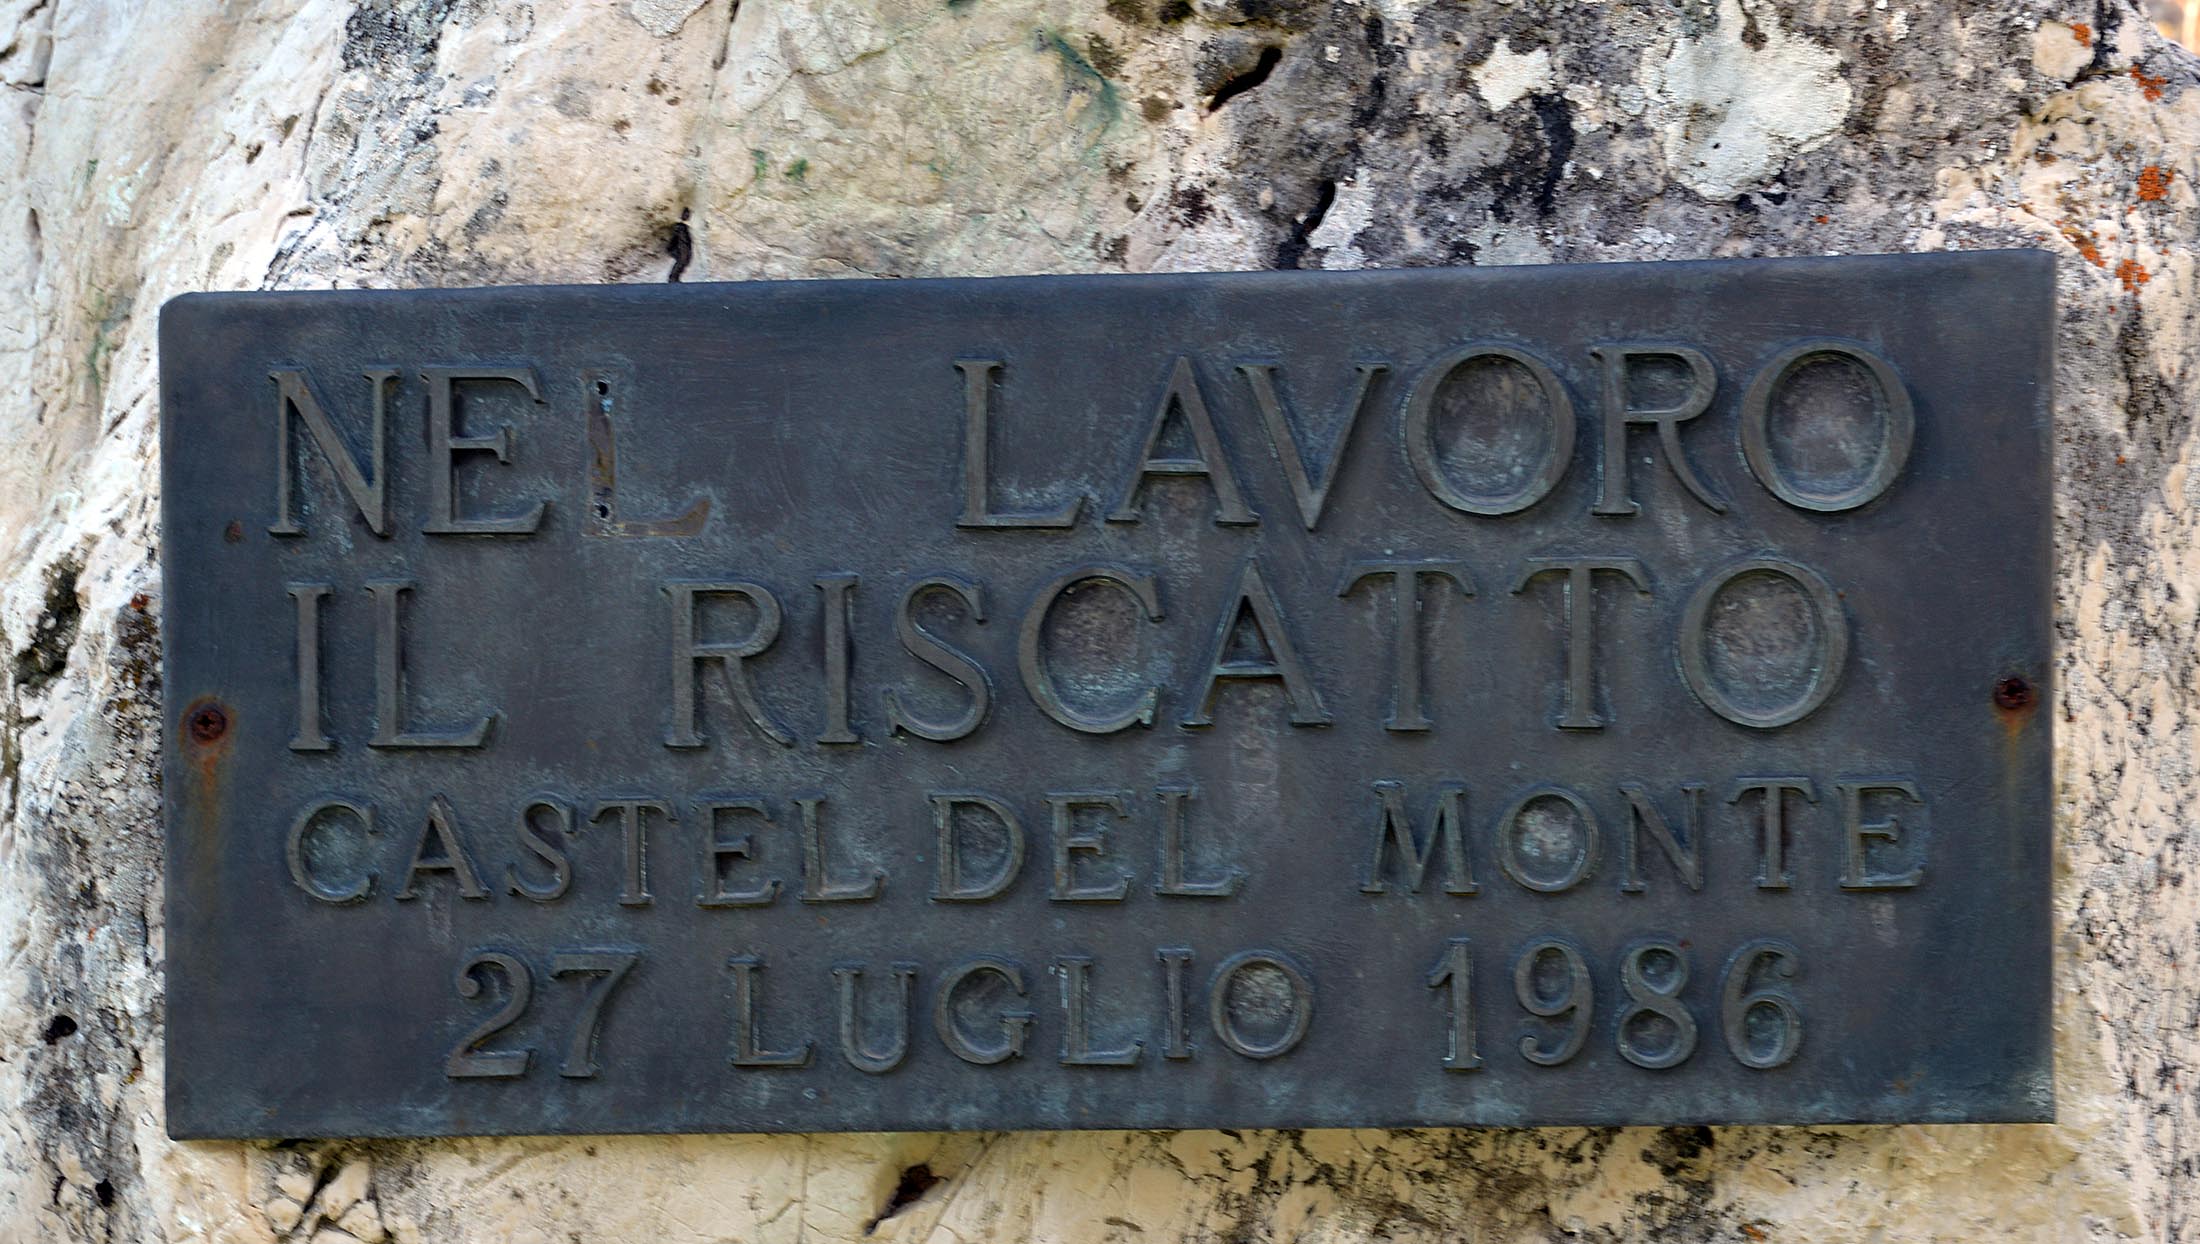 NEL LAVORO
IL RISCATTO
CASTEL DEL MONTE
27 LUGLIO 1986